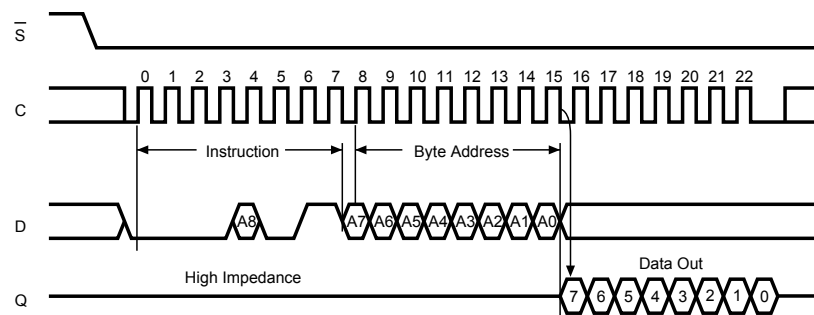 S
0 1 2 3 4 5 6 7 8 9 10 11 12 13 14 15 16 17 18 19 20 21 22
C
Instruction Byte Address
D A8 A7 A6 A5 A4 A3 A2 A1 A0
High Impedance Data Out
Q 7 6 5 4 3 2 1 0